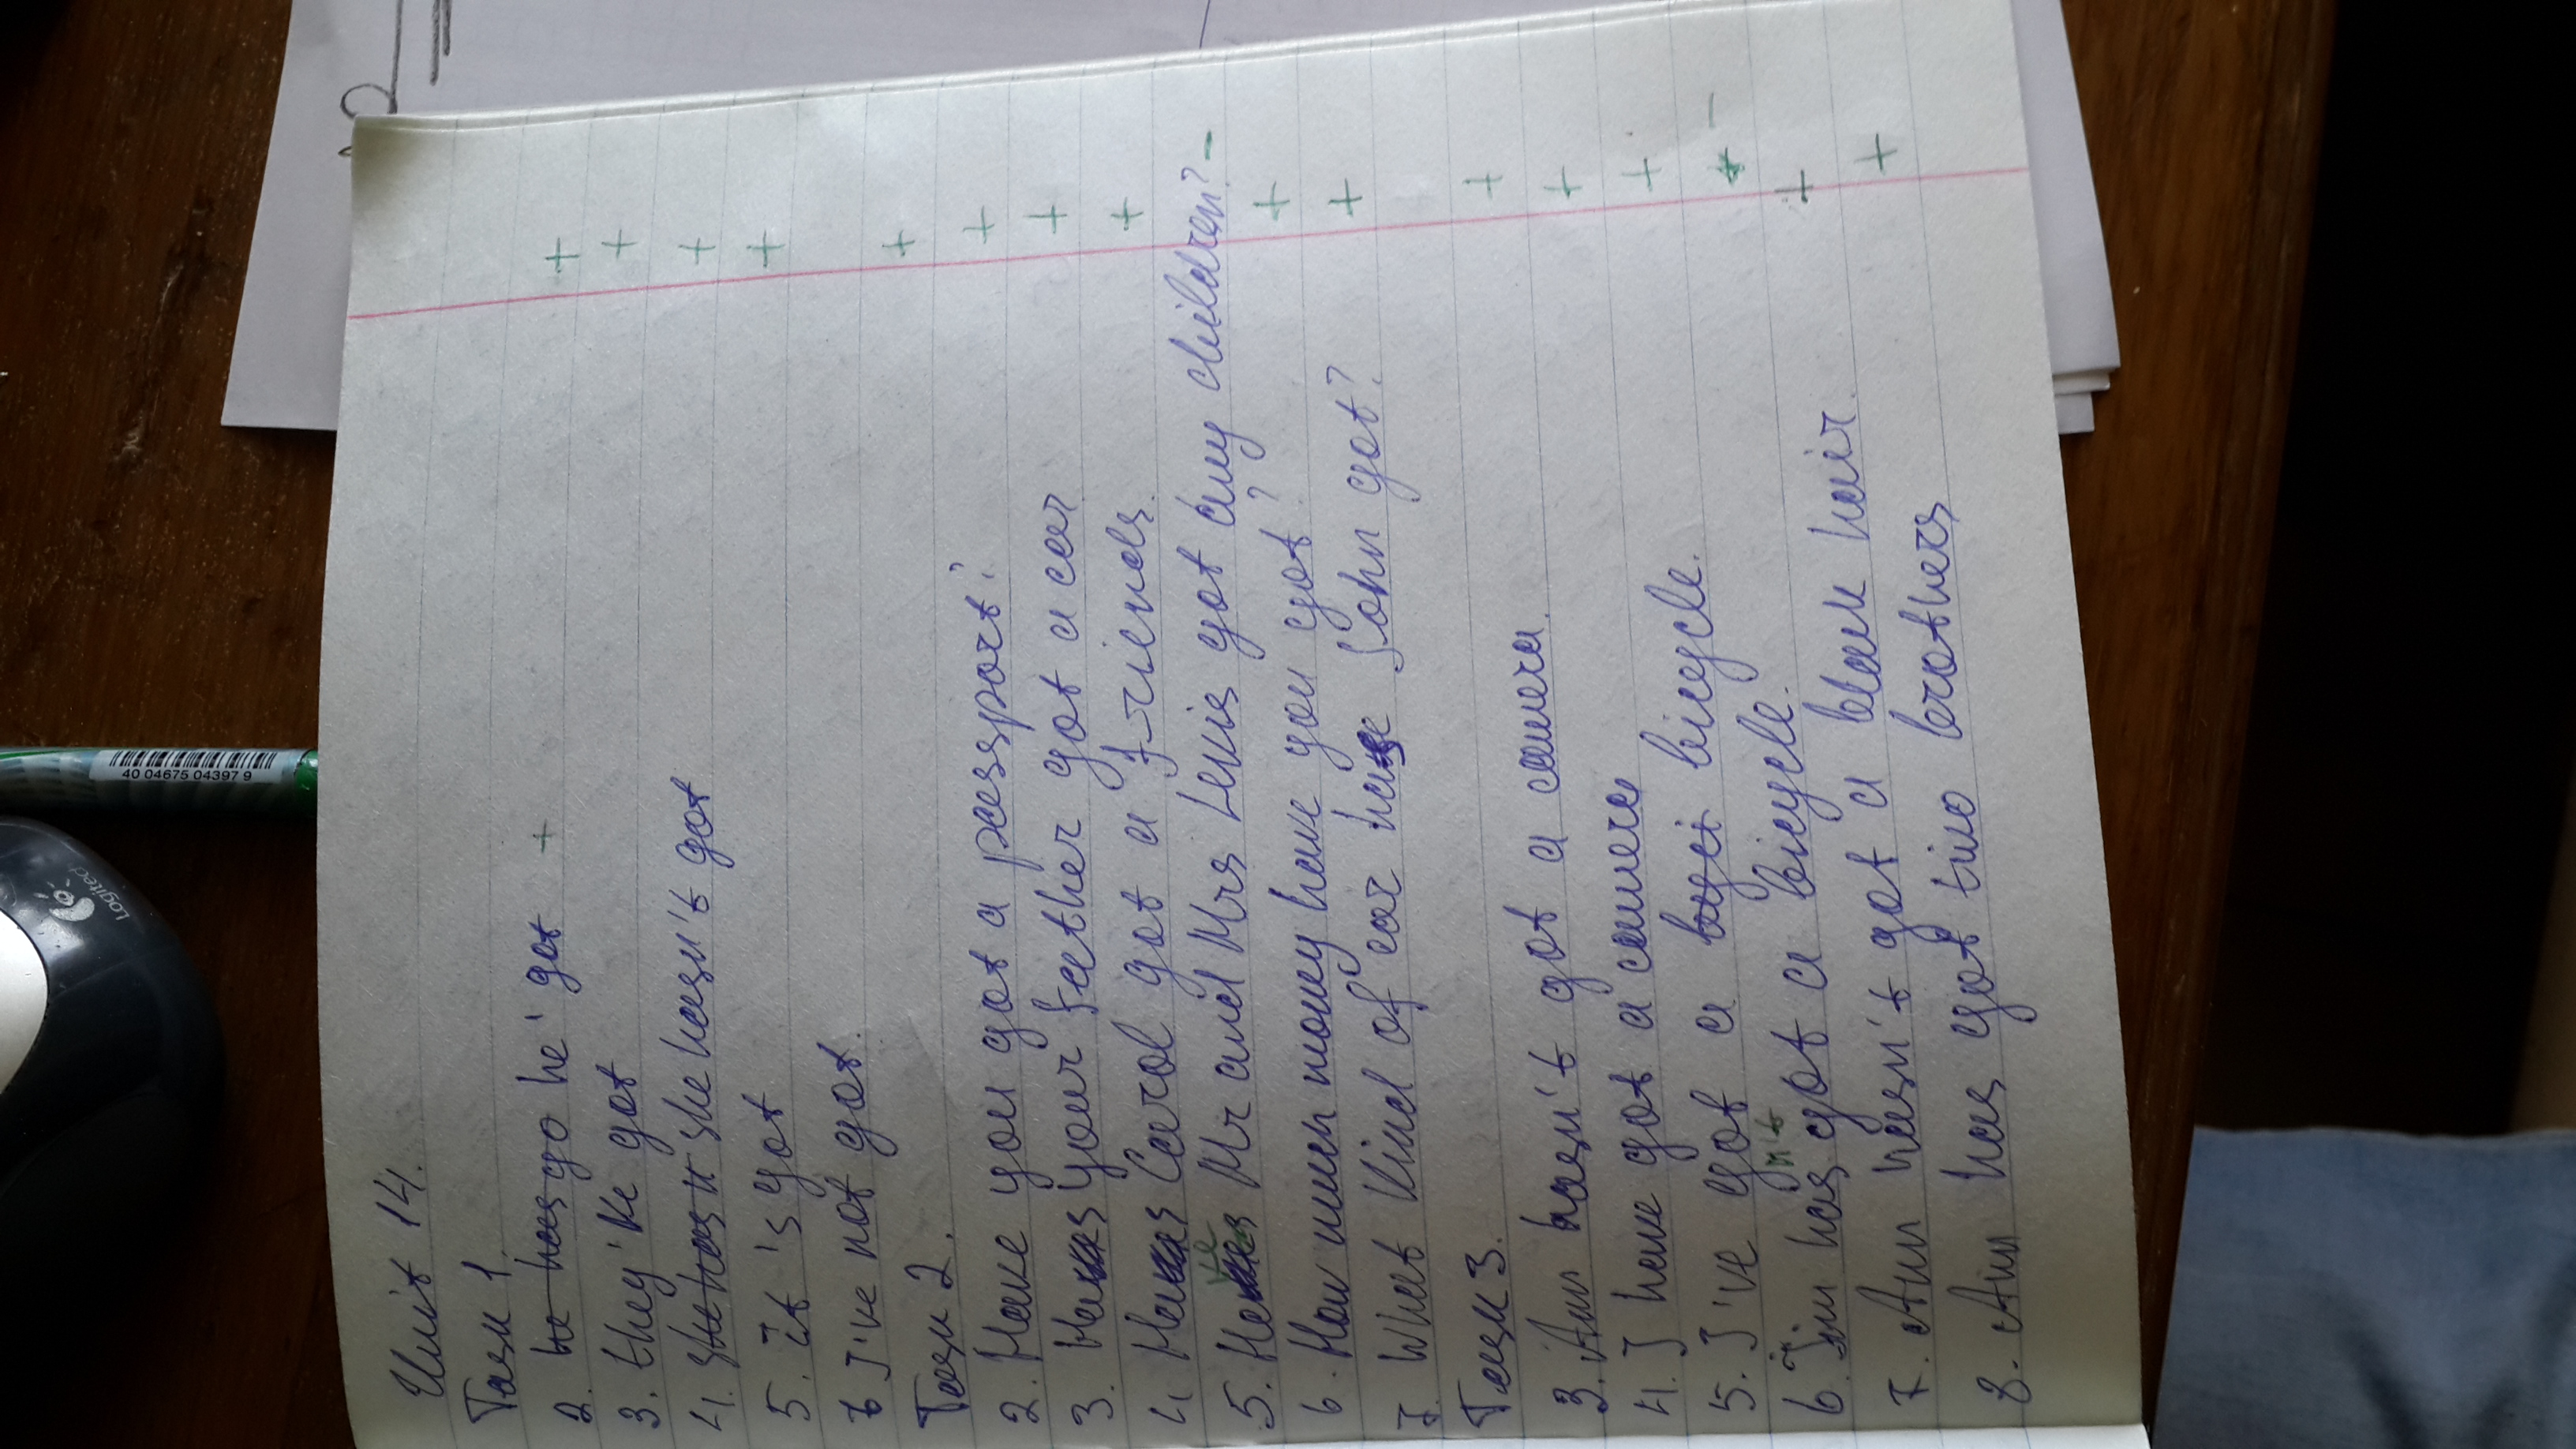 Logitec
40 04675 04397 9
Unit 14.
Task 1.
2. he has go he' got + +
3. they've got +
4. she has n she hasn't got +
5. it 's got +
6 I've not got. +
Task 2.
2. Have you got a passport? +
3. Has your father got a car +
4. Has Carol got a friends. +
5. Have Mr and Mrs Lewis got any children? -
6. How much money have you got? +
7. What kind of car has John got? +
Task 3.
3. Ann hasn't got a camera. +
4. I have got a camera +
5. I've got a byci bicycle. +
6. Jim hasn't got a bicycle. + -
7. Ann hasn't got a black hair. +
8. Ann has got two brothers +